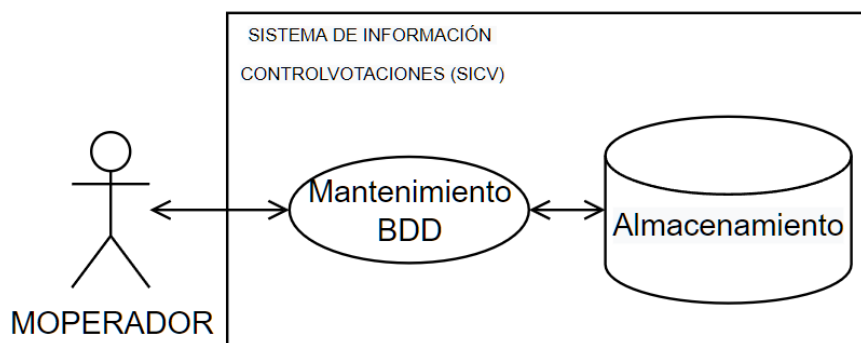 SISTEMA DE INFORMACIÓN
CONTROLVOTACIONES (SICV)
Mantenimiento
BDD
Almacenamiento
MOPERADOR